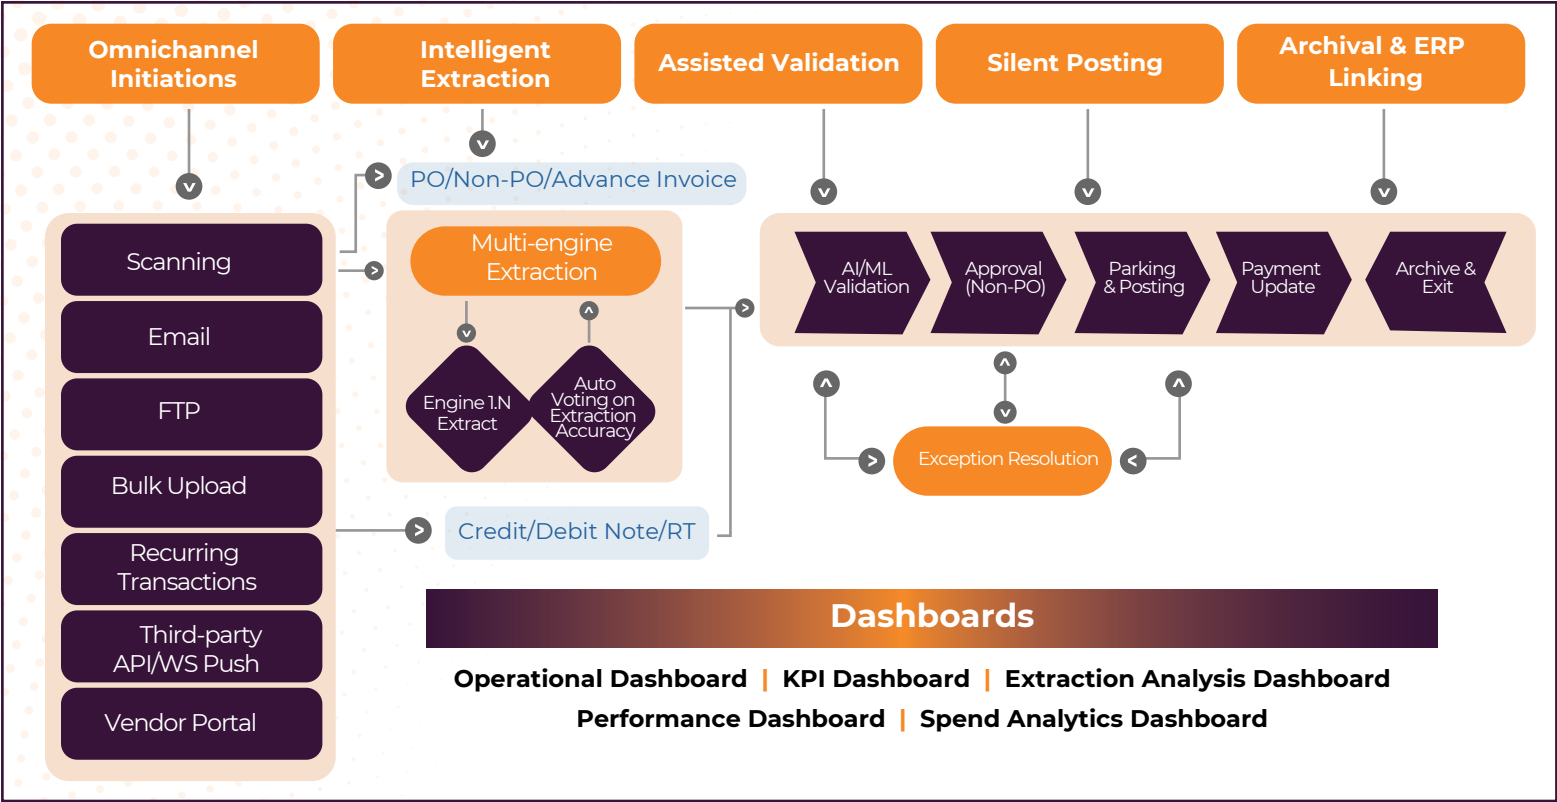 Omnichannel
Initiations
Intelligent
Extraction
Assisted Validation
Silent Posting
Archival & ERP
Linking
PO/Non-PO/Advance Invoice
Scanning
Email
FTP
Bulk Upload
Recurring
Transactions
Third-party
API/WS Push
Vendor Portal
Multi-engine
Extraction
Engine 1.N
Extract
Auto
Voting on
Extraction
Accuracy
Credit/Debit Note/RT
AI/ML
Validation
Approval
(Non-PO)
Parking
& Posting
Payment
Update
Archive &
Exit
Exception Resolution
Dashboards
Operational Dashboard | KPI Dashboard | Extraction Analysis Dashboard
Performance Dashboard | Spend Analytics Dashboard